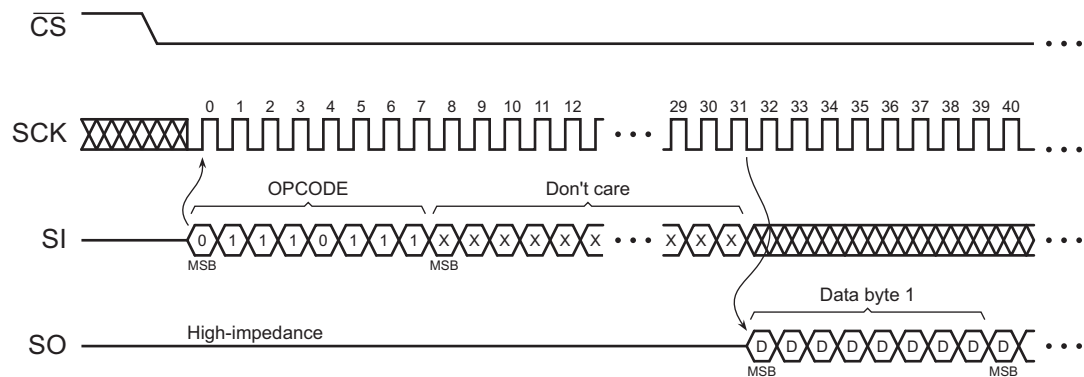 CS
SCK
0 1 2 3 4 5 6 7 8 9 10 11 12 29 30 31 32 33 34 35 36 37 38 39 40
OPCODE Don't care
SI
0 1 1 1 0 1 1 1 X X X X X X X X X
MSB MSB
Data byte 1
High-impedance
SO
D D D D D D D D D
MSB MSB